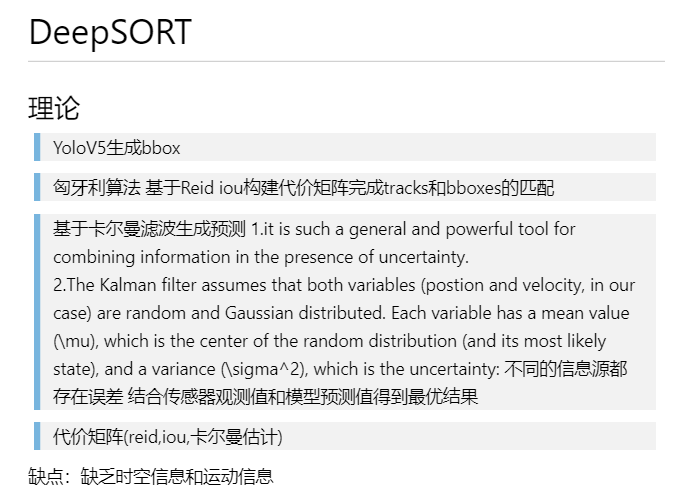 DeepSORT
理论
YoloV5生成bbox
匈牙利算法 基于Reid iou构建代价矩阵完成tracks和bboxes的匹配
基于卡尔曼滤波生成预测 1.it is such a general and powerful tool for
combining information in the presence of uncertainty.
2.The Kalman filter assumes that both variables (postion and velocity, in our
case) are random and Gaussian distributed. Each variable has a mean value
(\mu), which is the center of the random distribution (and its most likely
state), and a variance (\sigma^2), which is the uncertainty: 不同的信息源都
存在误差 结合传感器观测值和模型预测值得到最优结果
代价矩阵(reid,iou,卡尔曼估计)
缺点：缺乏时空信息和运动信息